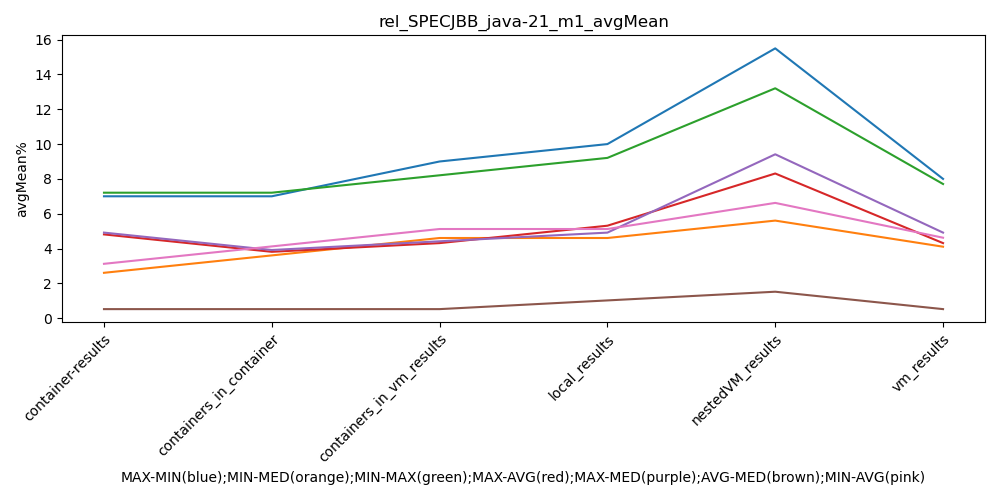 rel_SPECJBB_java-21_m1_avgMean
avgMean%
16
14
12
10
8
6
4
2
0
container-results
containers_in_container
containers_in_vm_results
local_results
nestedVM_results
vm_results
MAX-MIN(blue);MIN-MED(orange);MIN-MAX(green);MAX-AVG(red);MAX-MED(purple);AVG-MED(brown);MIN-AVG(pink)